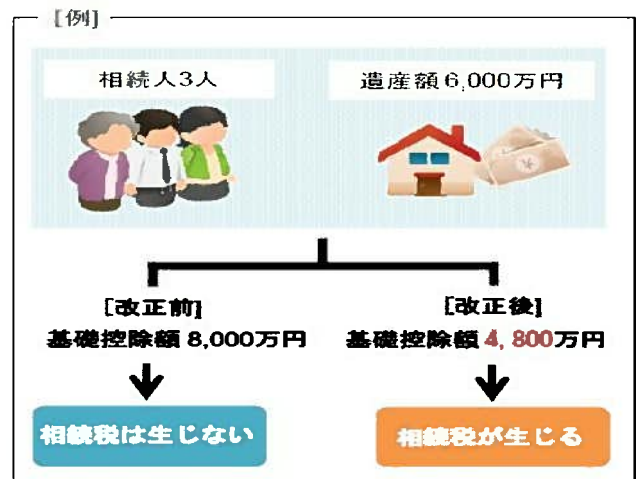 [例]
相続人3人
遺産額6,000万円
[改正前]
基礎控除額 8,000万円
[改正後]
基礎控除額 4,800万円
相続税は生じない
相続税が生じる